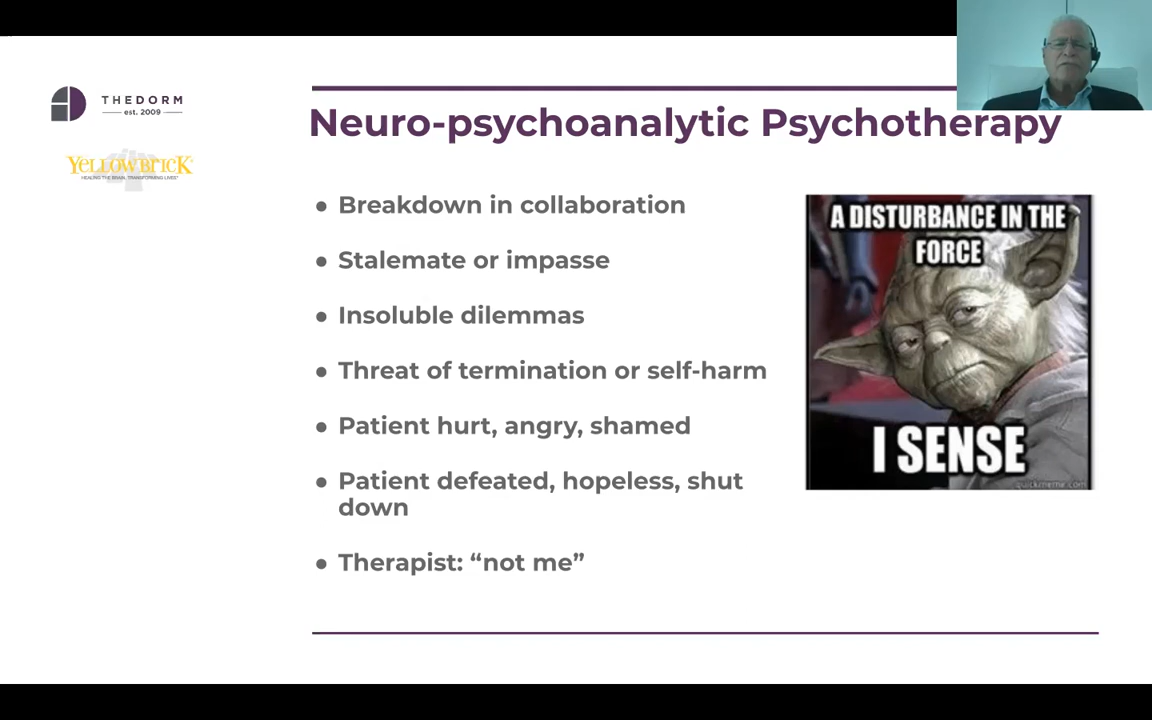 THEDORM
est. 2009
YELLOWBRICK
HEALING THE BRAIN, TRANSFORMING LIVES
Neuro-psychoanalytic Psychotherapy
● Breakdown in collaboration
● Stalemate or impasse
● Insoluble dilemmas
● Threat of termination or self-harm
● Patient hurt, angry, shamed
● Patient defeated, hopeless, shut
down
● Therapist: “not me”
A DISTURBANCE IN THE
FORCE
I SENSE
quickmeme.com